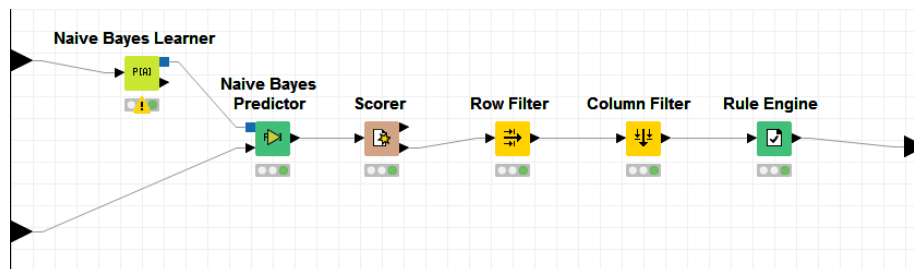 Naive Bayes Learner
P[A]
Naive Bayes
Predictor
Scorer
Row Filter
Column Filter
Rule Engine